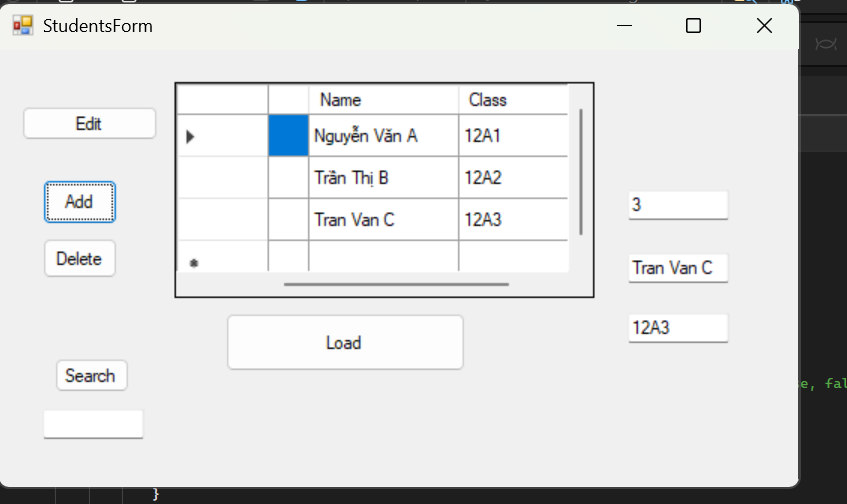 StudentsForm
Edit
Add
Delete
Search
Name Class
Nguyễn Văn A 12A1
Trần Thị B 12A2
Tran Van C 12A3
Load
3
Tran Van C
12A3
e, fal
}